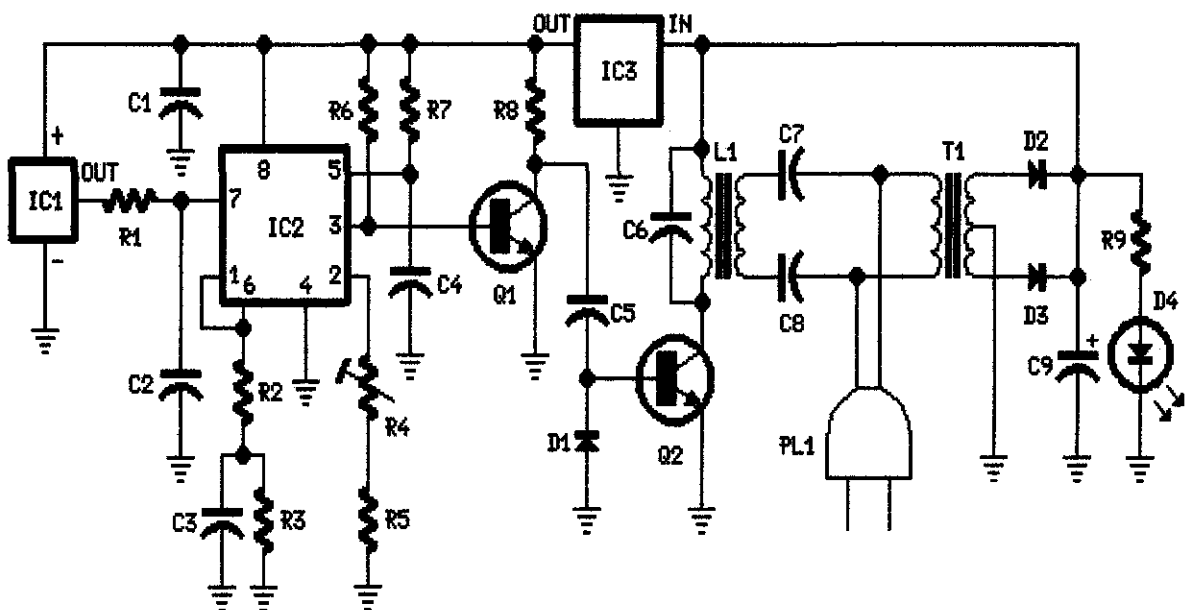 OUT IN
IC3
C1 R6 R7 R8
+
OUT
IC1
-
R1
8
7 5
IC2 3
1 6 4 2
Q1
C4
C5
C2
R2
R4
C3 R3 R5
D1
Q2
L1
C6
C7
C8
T1
D2
D3
R9
D4
C9 +
PL1